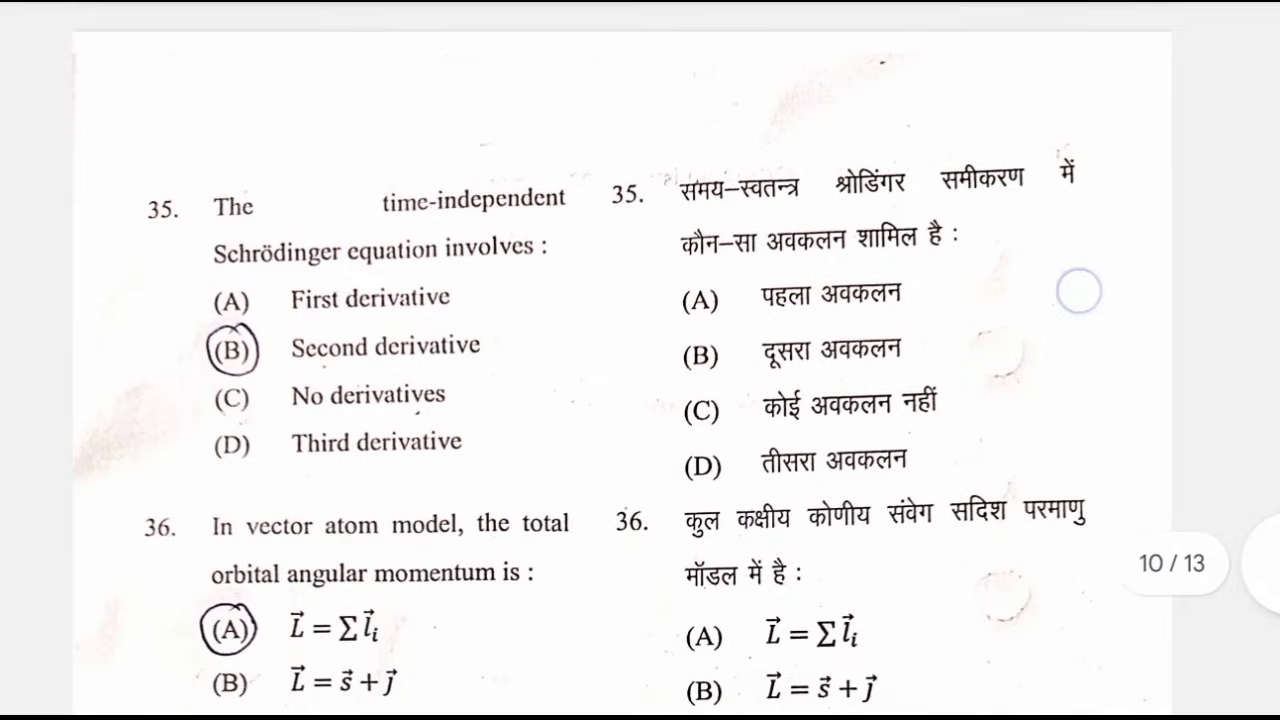 35. The time-independent
Schrödinger equation involves :
(A) First derivative
(B) Second derivative
(C) No derivatives
(D) Third derivative
36. In vector atom model, the total
orbital angular momentum is :
(A) L⃗ = Σ l⃗ᵢ
(B) L⃗ = s⃗ + ȷ⃗
35. समय–स्वतन्त्र श्रोडिंगर समीकरण में
कौन–सा अवकलन शामिल है :
(A) पहला अवकलन
(B) दूसरा अवकलन
(C) कोई अवकलन नहीं
(D) तीसरा अवकलन
36. कुल कक्षीय कोणीय संवेग सदिश परमाणु
मॉडल में है :
(A) L⃗ = Σ l⃗ᵢ
(B) L⃗ = s⃗ + ȷ⃗
10 / 13